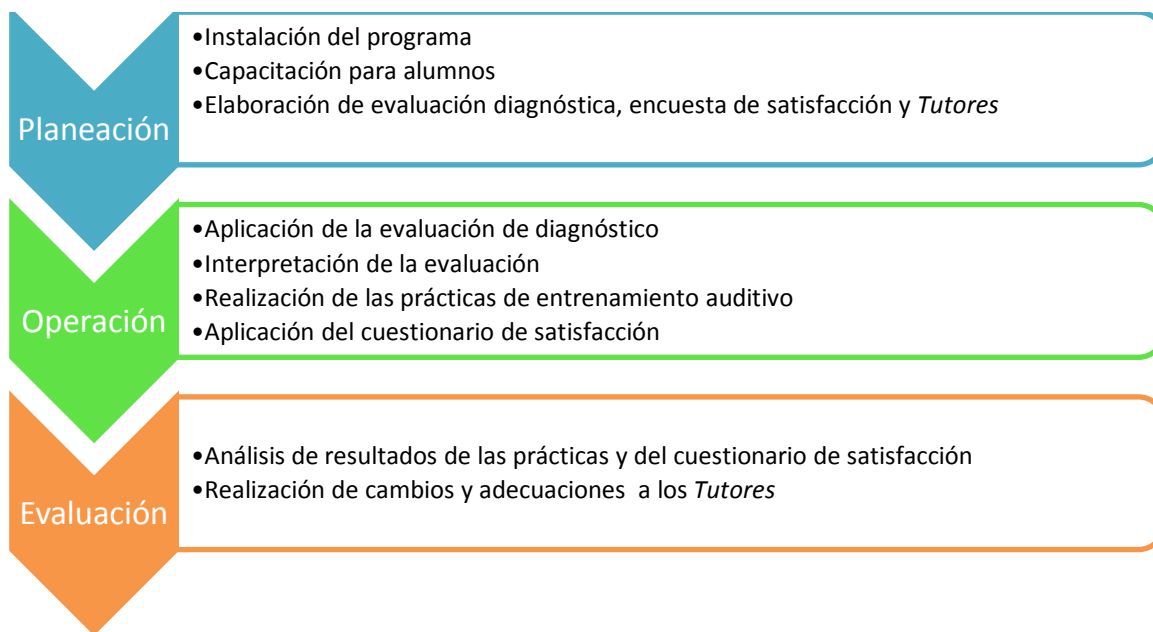 Planeación
•Instalación del programa
•Capacitación para alumnos
•Elaboración de evaluación diagnóstica, encuesta de satisfacción y Tutores
Operación
•Aplicación de la evaluación de diagnóstico
•Interpretación de la evaluación
•Realización de las prácticas de entrenamiento auditivo
•Aplicación del cuestionario de satisfacción
Evaluación
•Análisis de resultados de las prácticas y del cuestionario de satisfacción
•Realización de cambios y adecuaciones a los Tutores